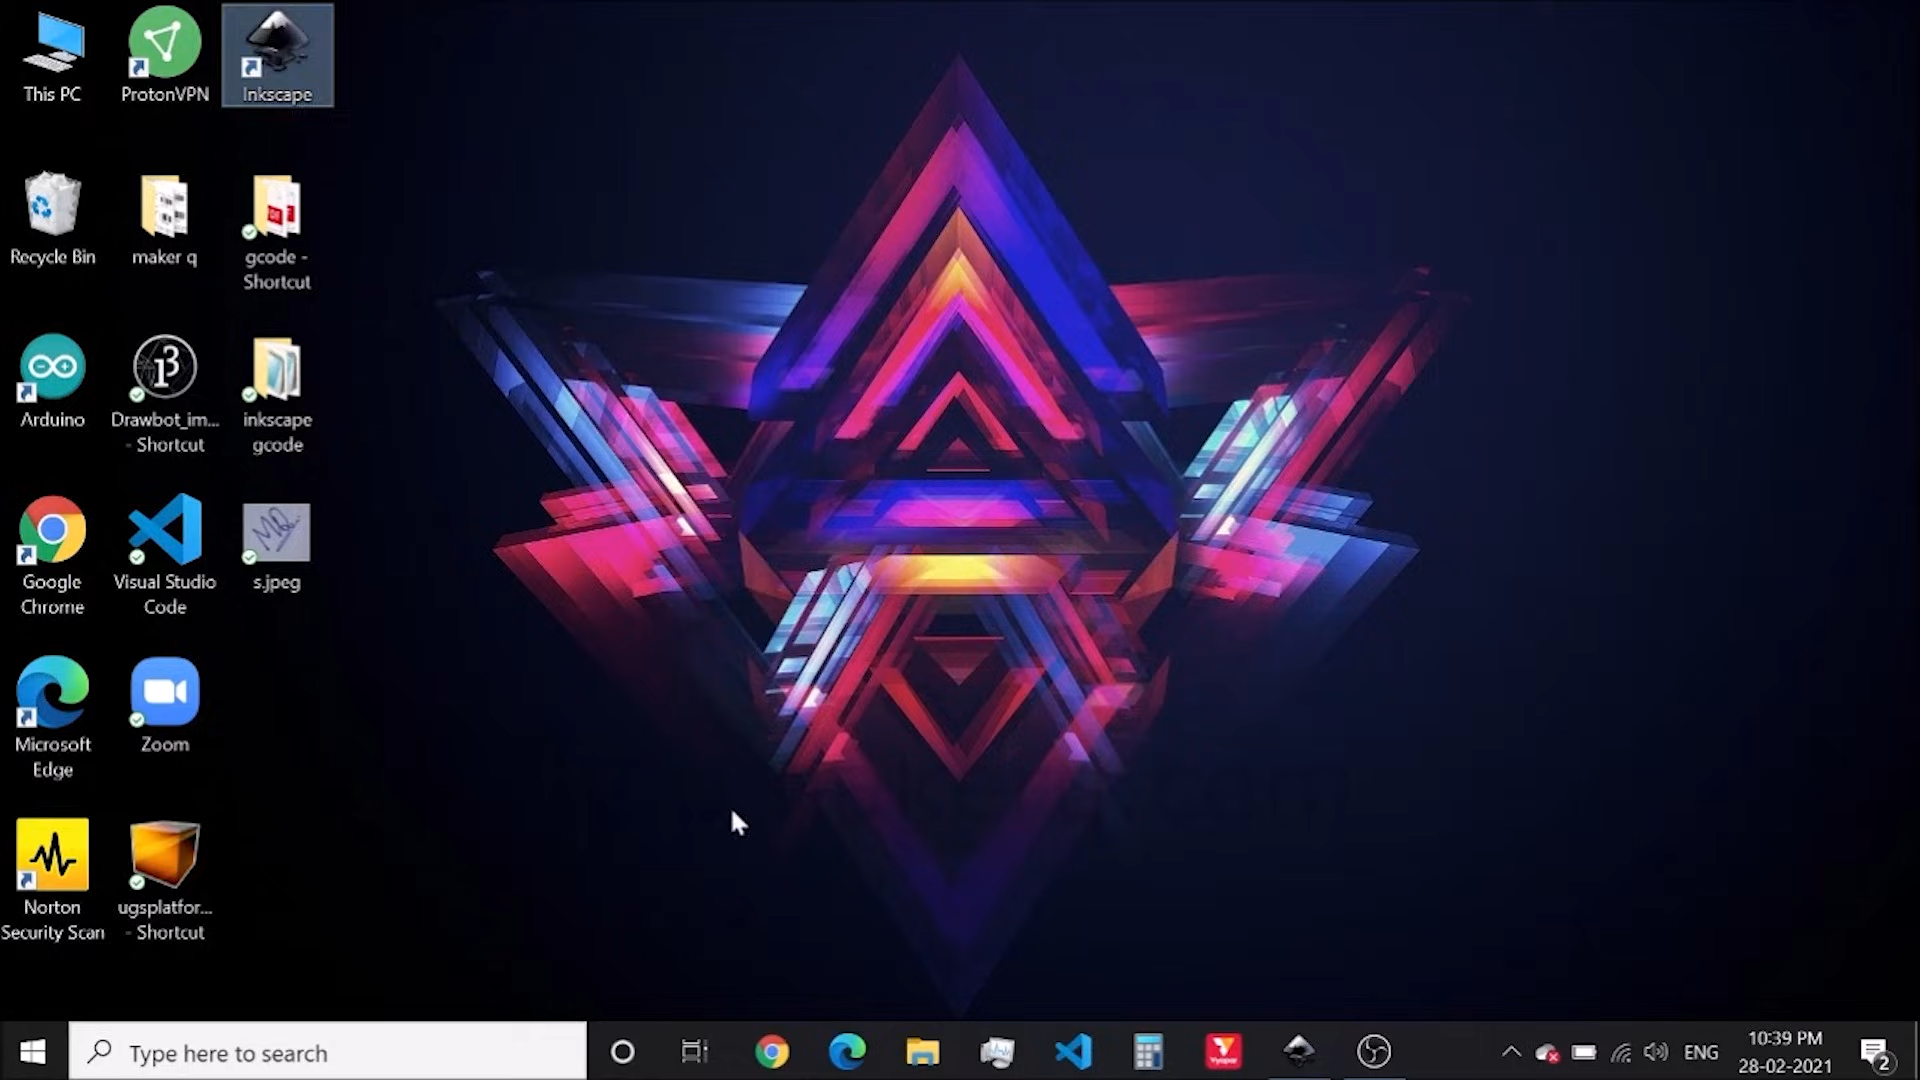 This PC
ProtonVPN
Inkscape
Recycle Bin
maker q
gcode -
Shortcut
Arduino
Drawbot_im...
- Shortcut
inkscape
gcode
Google
Chrome
Visual Studio
Code
s.jpeg
Microsoft
Edge
Zoom
Norton
Security Scan
ugsplatfor...
- Shortcut
Type here to search
Vyapar
ENG
10:39 PM
28-02-2021
2